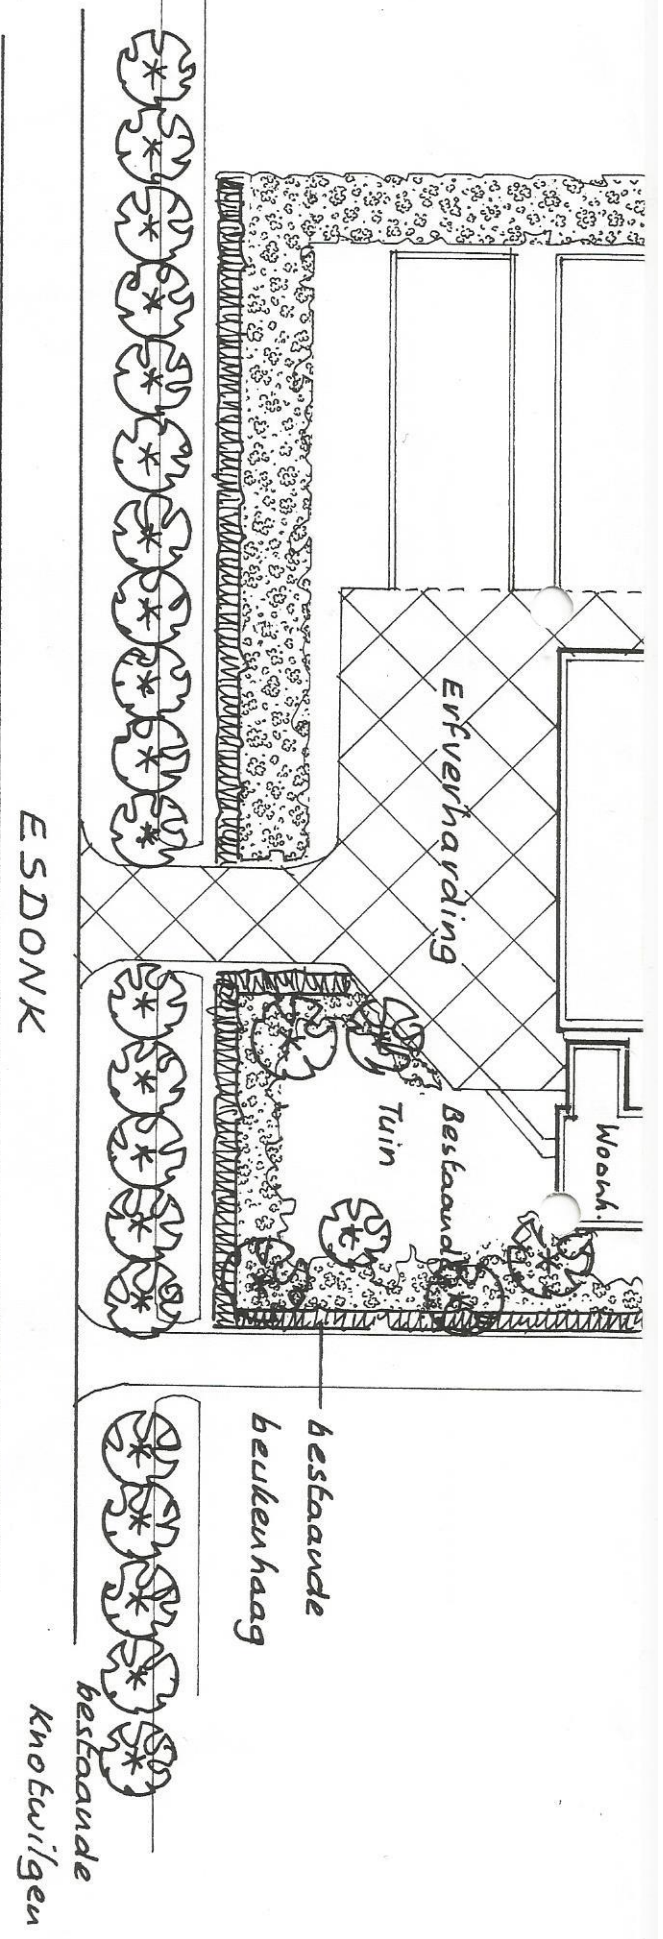 Erfverharding
ESDONK
Woonh.
Bestaande
Tuin
bestaande
beukenhaag
bestaande
Knotwilgen